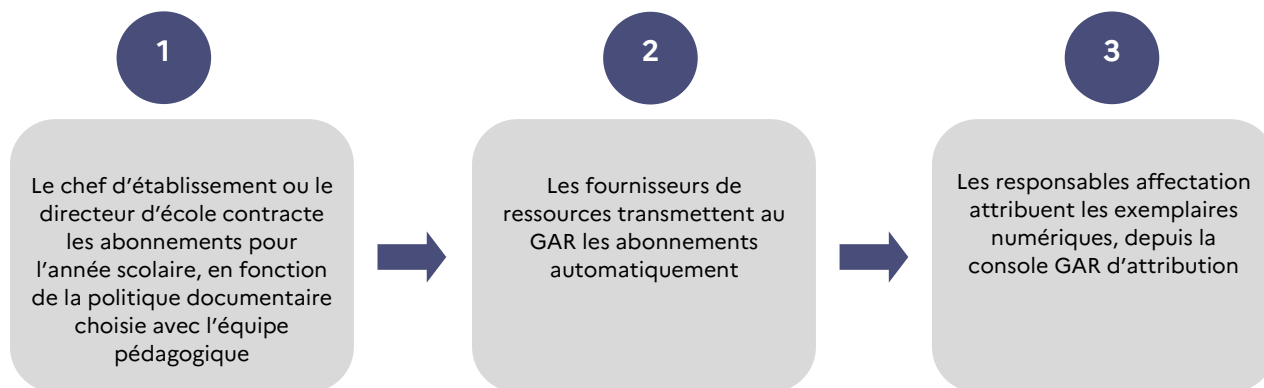 1
Le chef d’établissement ou le
directeur d’école contracte
les abonnements pour
l’année scolaire, en fonction
de la politique documentaire
choisie avec l’équipe
pédagogique
2
Les fournisseurs de
ressources transmettent au
GAR les abonnements
automatiquement
3
Les responsables affectation
attribuent les exemplaires
numériques, depuis la
console GAR d’attribution